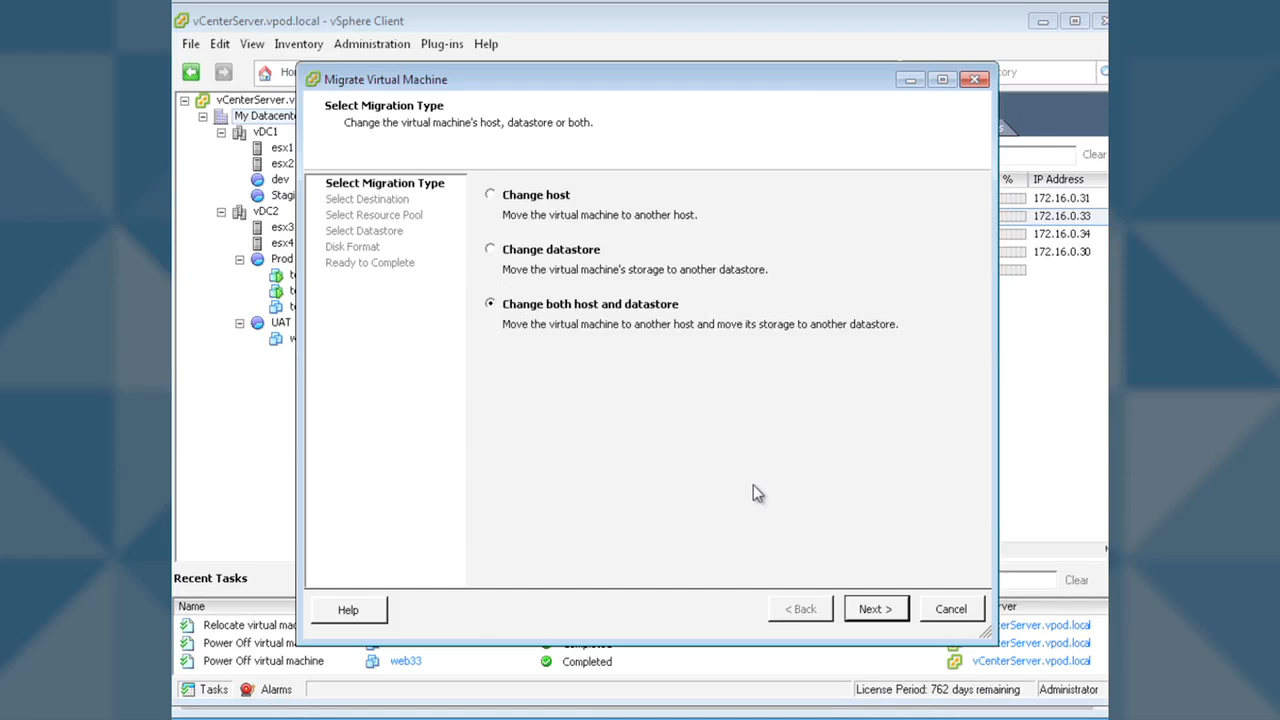 vCenterServer.vpod.local - vSphere Client
File Edit View Inventory Administration Plug-ins Help
Migrate Virtual Machine
Select Migration Type
Change the virtual machine's host, datastore or both.
vCenterServer.v
My Datacent
vDC1
esx1
esx2
dev
Stagi
vDC2
esx3
esx4
Prod
UAT
Select Migration Type
Select Destination
Select Resource Pool
Select Datastore
Disk Format
Ready to Complete
Change host
Move the virtual machine to another host.
Change datastore
Move the virtual machine's storage to another datastore.
Change both host and datastore
Move the virtual machine to another host and move its storage to another datastore.
Clear
% IP Address
172.16.0.31
172.16.0.33
172.16.0.34
172.16.0.30
Help < Back Next > Cancel
Recent Tasks
Clear
Name
Relocate virtual mac
erServer.vpod.local
Power Off virtual machine Completed
enterServer.vpod.local
Power Off virtual machine web33 Completed vCenterServer.vpod.local
Tasks Alarms License Period: 762 days remaining Administrator